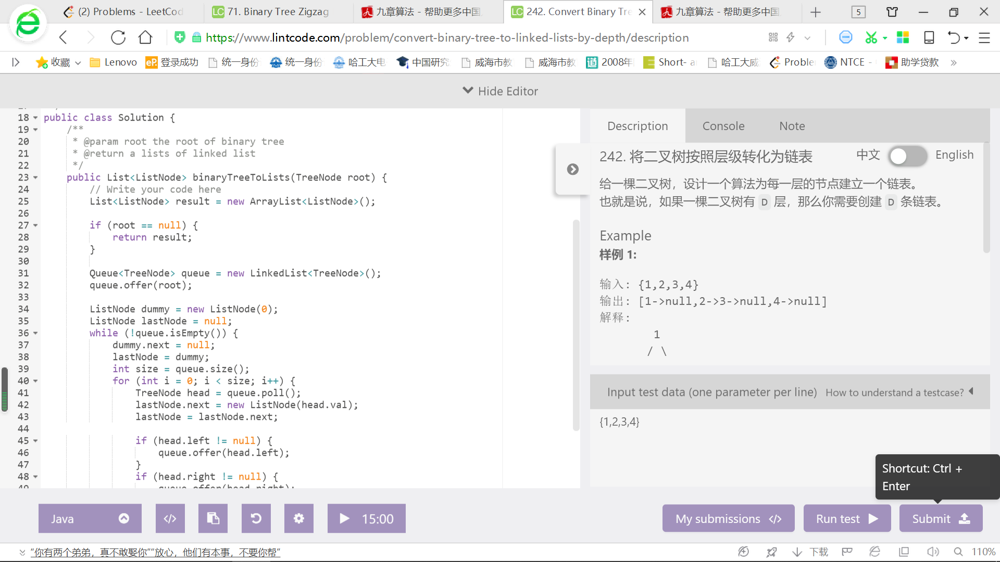 (2) Problems - LeetCod
71. Binary Tree Zigzag
九章算法 - 帮助更多中国
242. Convert Binary Tre
九章算法 - 帮助更多中国
5
https://www.lintcode.com/problem/convert-binary-tree-to-linked-lists-by-depth/description
收藏
Lenovo
登录成功
统一身份
统一身份
哈工大电
中国研究
威海市教
威海市教
2008年
Short- a
哈工大威
Proble
NTCE -
助学贷款
Hide Editor
18 public class Solution {
19 /**
20 * @param root the root of binary tree
21 * @return a lists of linked list
22 */
23 public List<ListNode> binaryTreeToLists(TreeNode root) {
24 // Write your code here
25 List<ListNode> result = new ArrayList<ListNode>();
26
27 if (root == null) {
28 return result;
29 }
30
31 Queue<TreeNode> queue = new LinkedList<TreeNode>();
32 queue.offer(root);
33
34 ListNode dummy = new ListNode(0);
35 ListNode lastNode = null;
36 while (!queue.isEmpty()) {
37 dummy.next = null;
38 lastNode = dummy;
39 int size = queue.size();
40 for (int i = 0; i < size; i++) {
41 TreeNode head = queue.poll();
42 lastNode.next = new ListNode(head.val);
43 lastNode = lastNode.next;
44
45 if (head.left != null) {
46 queue.offer(head.left);
47 }
48 if (head.right != null) {
49 queue.offer(head.right);
Description
Console
Note
242. 将二叉树按照层级转化为链表
中文
English
给一棵二叉树，设计一个算法为每一层的节点建立一个链表。
也就是说，如果一棵二叉树有 D 层，那么你需要创建 D 条链表。
Example
样例 1:
输入: {1,2,3,4}
输出: [1->null,2->3->null,4->null]
解释:
1
/ \
Input test data (one parameter per line)
How to understand a testcase?
{1,2,3,4}
Shortcut: Ctrl +
Enter
Java
</>
15:00
My submissions </>
Run test
Submit
“你有两个弟弟，真不敢娶你”“放心，他们有本事，不要你帮”
下载
110%